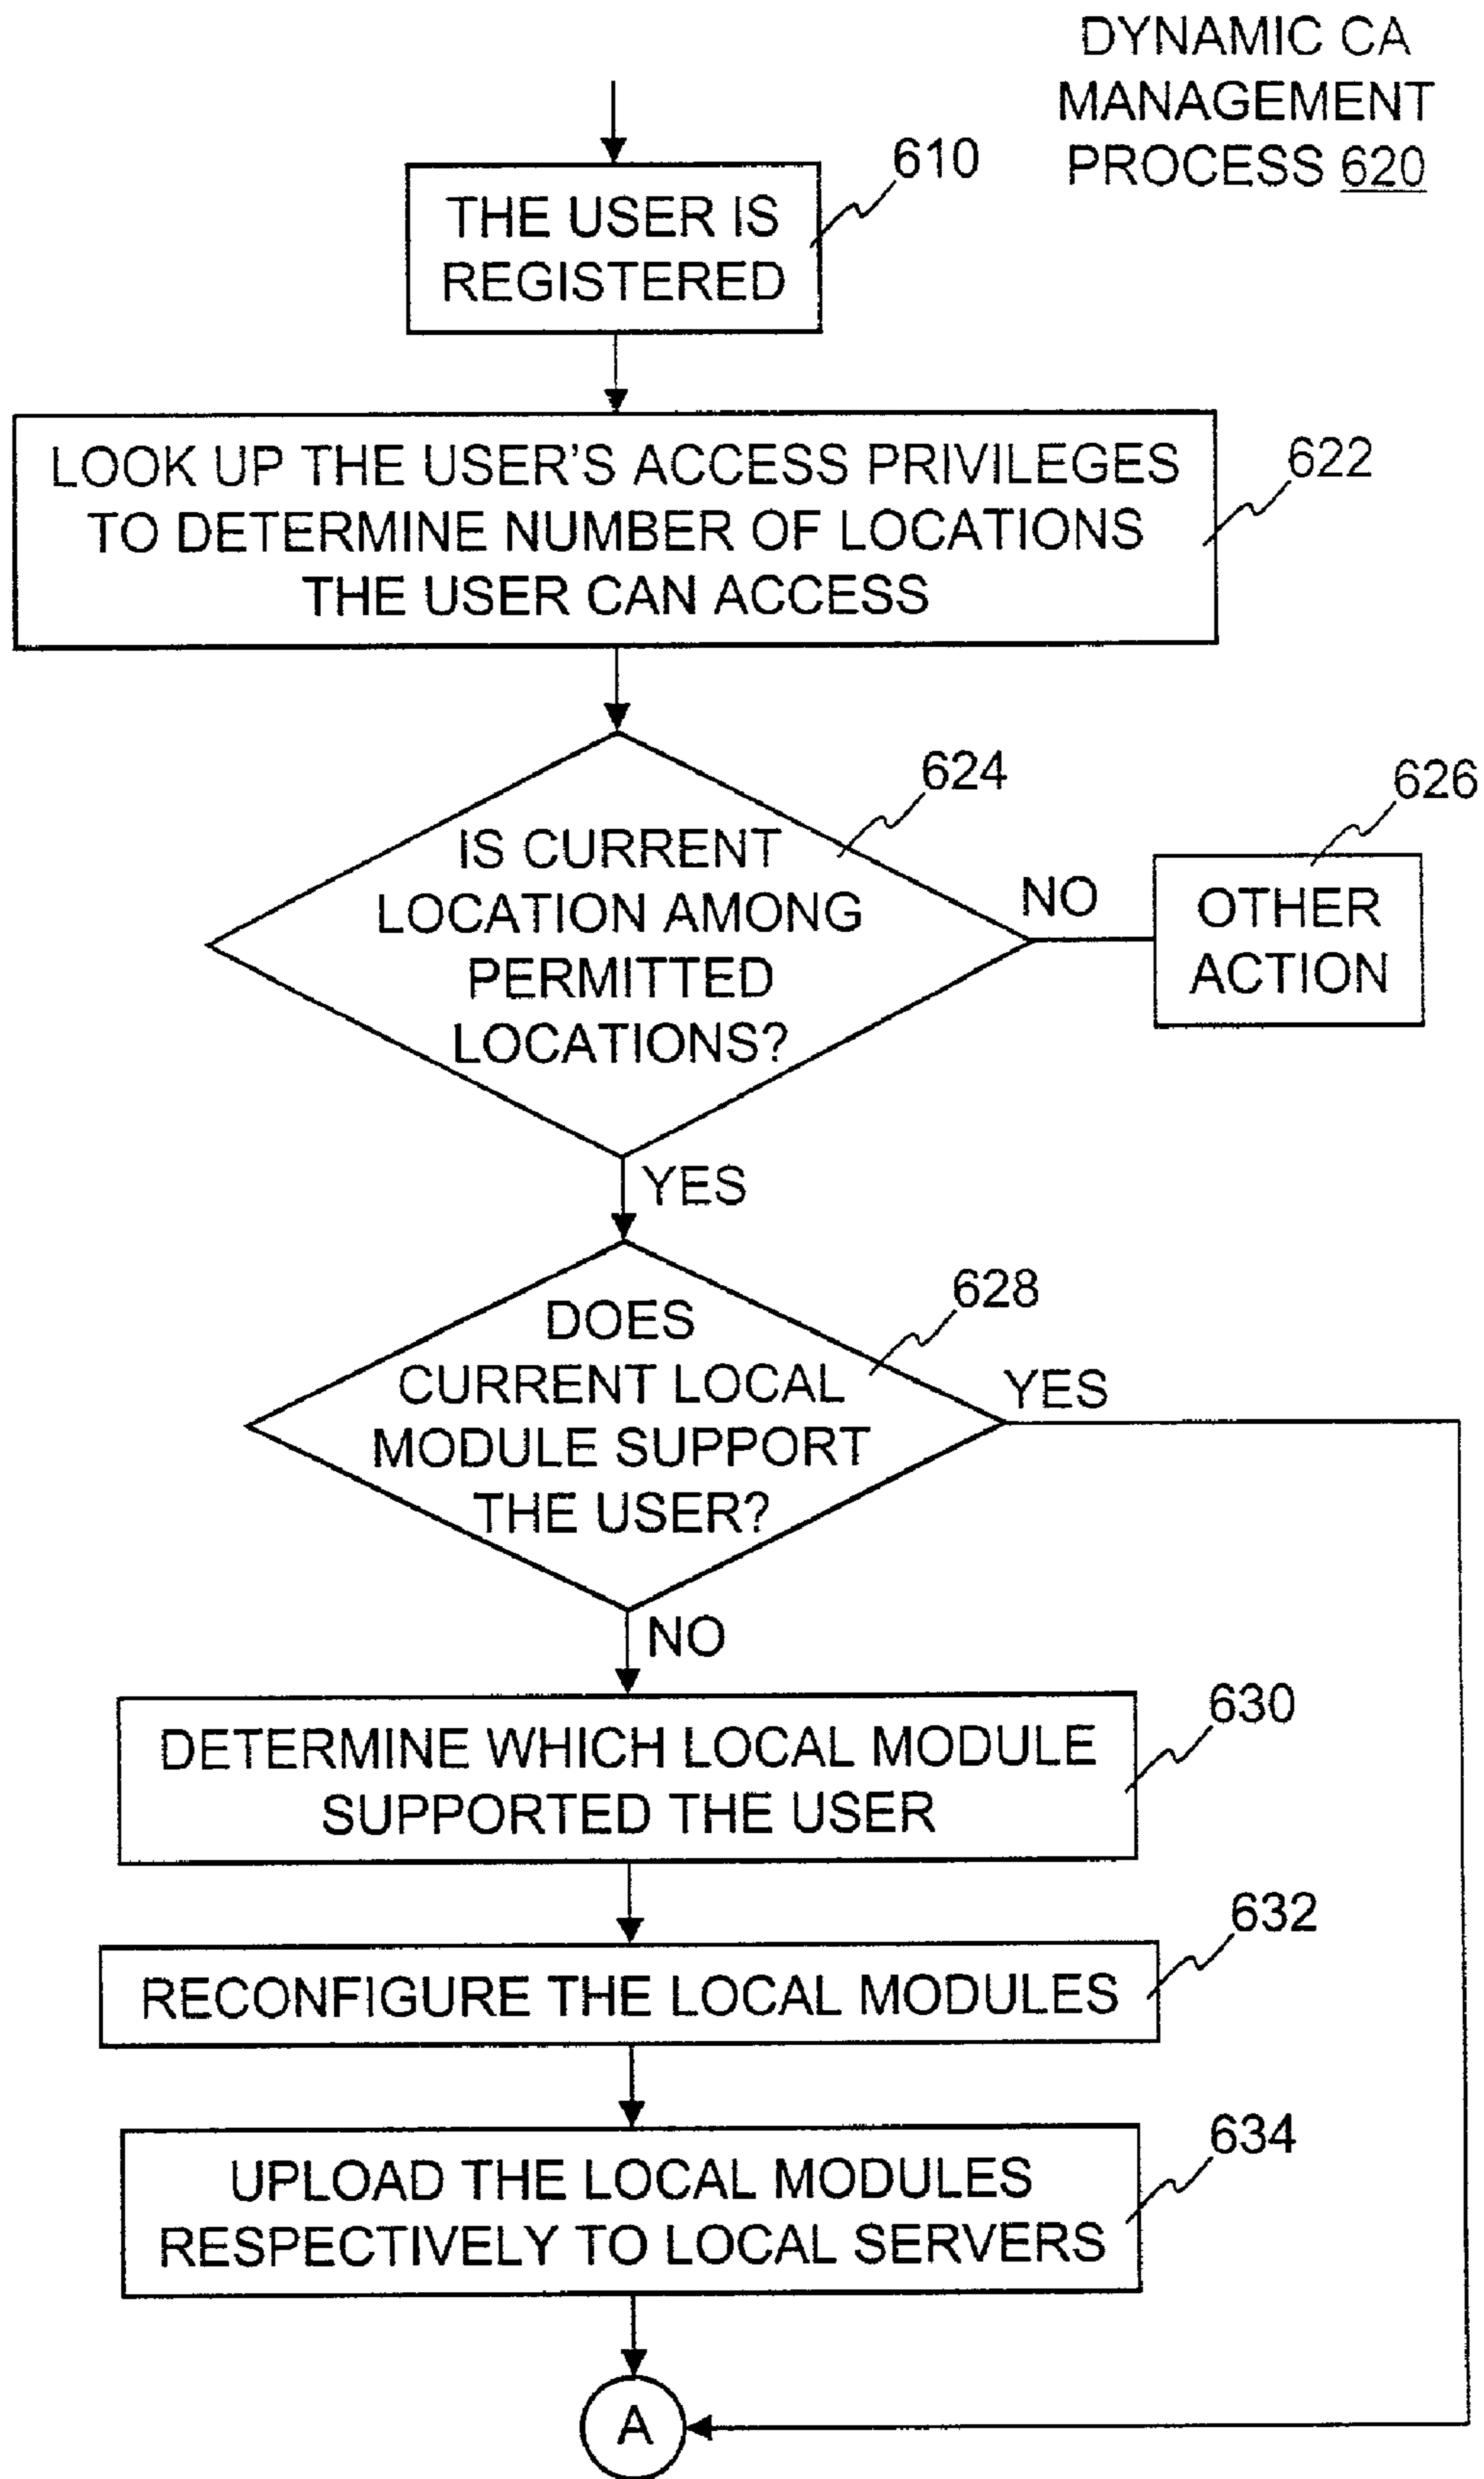 DYNAMIC CA
MANAGEMENT
PROCESS 620
610
THE USER IS
REGISTERED
LOOK UP THE USER'S ACCESS PRIVILEGES
TO DETERMINE NUMBER OF LOCATIONS
THE USER CAN ACCESS
622
624
IS CURRENT
LOCATION AMONG
PERMITTED
LOCATIONS?
NO
626
OTHER
ACTION
YES
628
DOES
CURRENT LOCAL
MODULE SUPPORT
THE USER?
YES
NO
630
DETERMINE WHICH LOCAL MODULE
SUPPORTED THE USER
632
RECONFIGURE THE LOCAL MODULES
634
UPLOAD THE LOCAL MODULES
RESPECTIVELY TO LOCAL SERVERS
A